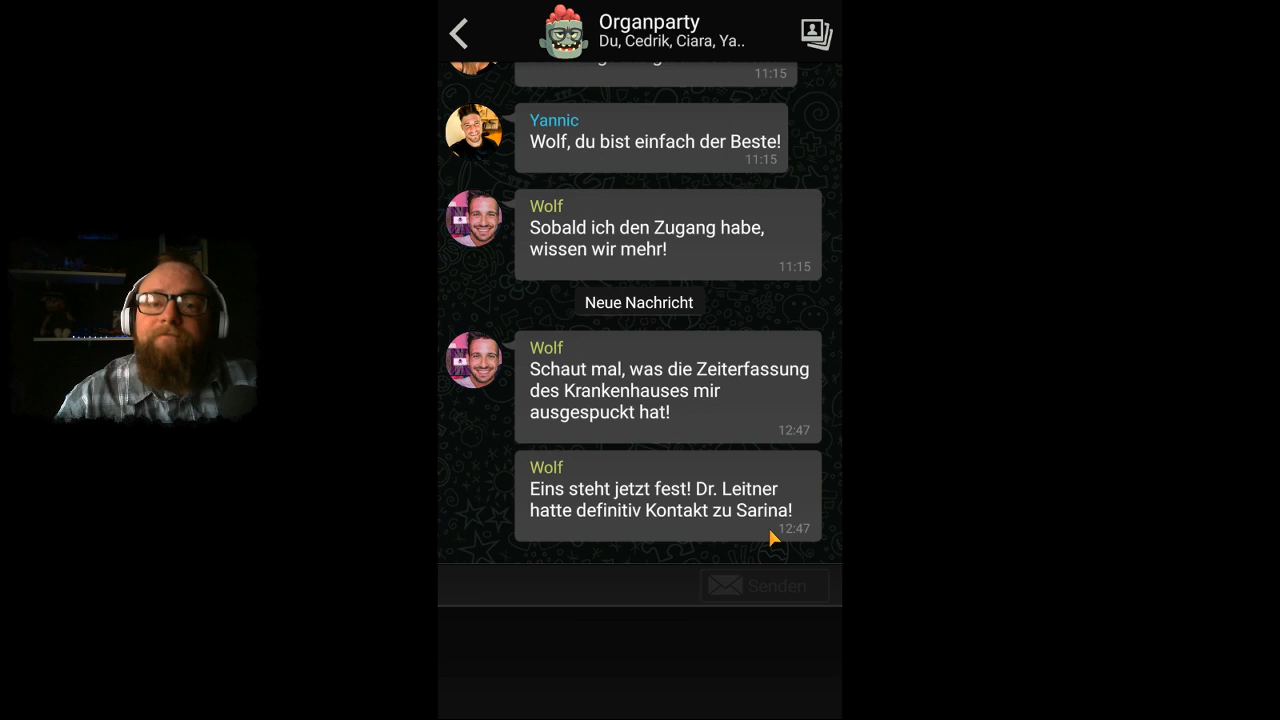 Organparty
Du, Cedrik, Ciara, Ya..
11:15
Yannic
Wolf, du bist einfach der Beste!
11:15
Wolf
Sobald ich den Zugang habe,
wissen wir mehr!
11:15
Neue Nachricht
Wolf
Schaut mal, was die Zeiterfassung
des Krankenhauses mir
ausgespuckt hat!
12:47
Wolf
Eins steht jetzt fest! Dr. Leitner
hatte definitiv Kontakt zu Sarina!
12:47
Senden